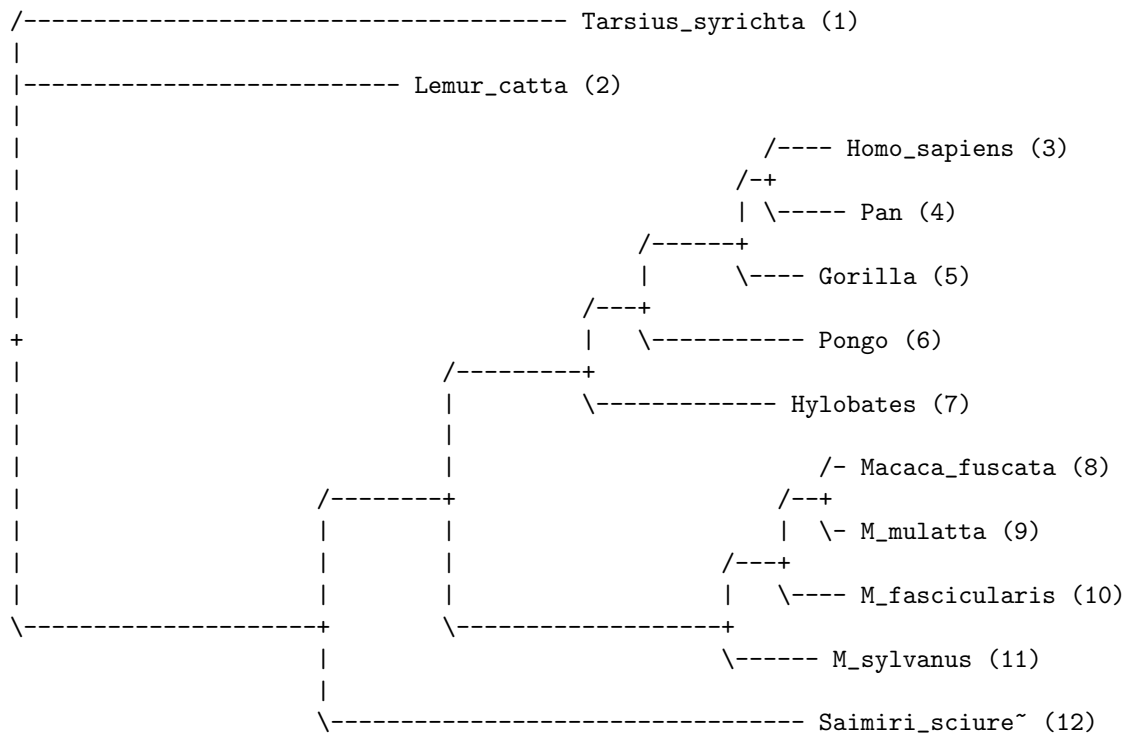 Tarsius_syrichta (1)
Lemur_catta (2)
Homo_sapiens (3)
Pan (4)
Gorilla (5)
Pongo (6)
Hylobates (7)
Macaca_fuscata (8)
M_mulatta (9)
M_fascicularis (10)
M_sylvanus (11)
Saimiri_sciure~ (12)